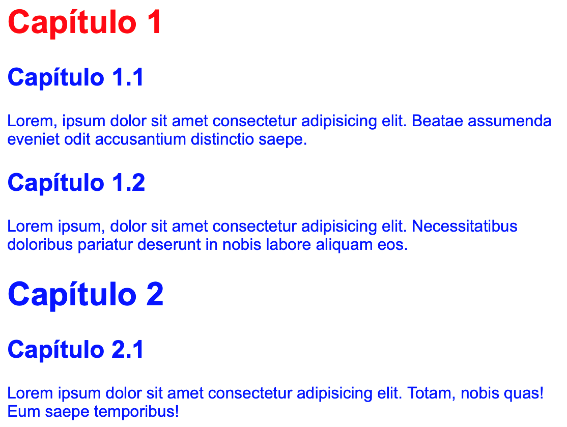 Capítulo 1
Capítulo 1.1
Lorem, ipsum dolor sit amet consectetur adipisicing elit. Beatae assumenda
eveniet odit accusantium distinctio saepe.
Capítulo 1.2
Lorem ipsum, dolor sit amet consectetur adipisicing elit. Necessitatibus
doloribus pariatur deserunt in nobis labore aliquam eos.
Capítulo 2
Capítulo 2.1
Lorem ipsum dolor sit amet consectetur adipisicing elit. Totam, nobis quas!
Eum saepe temporibus!